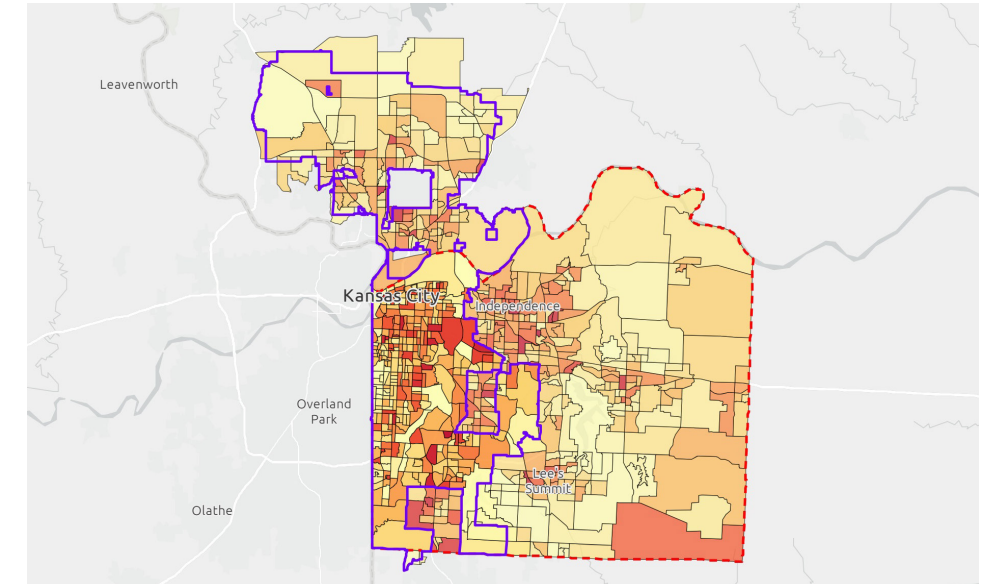 Leavenworth
Kansas City
Independence
Overland
Park
Lee's
Summit
Olathe